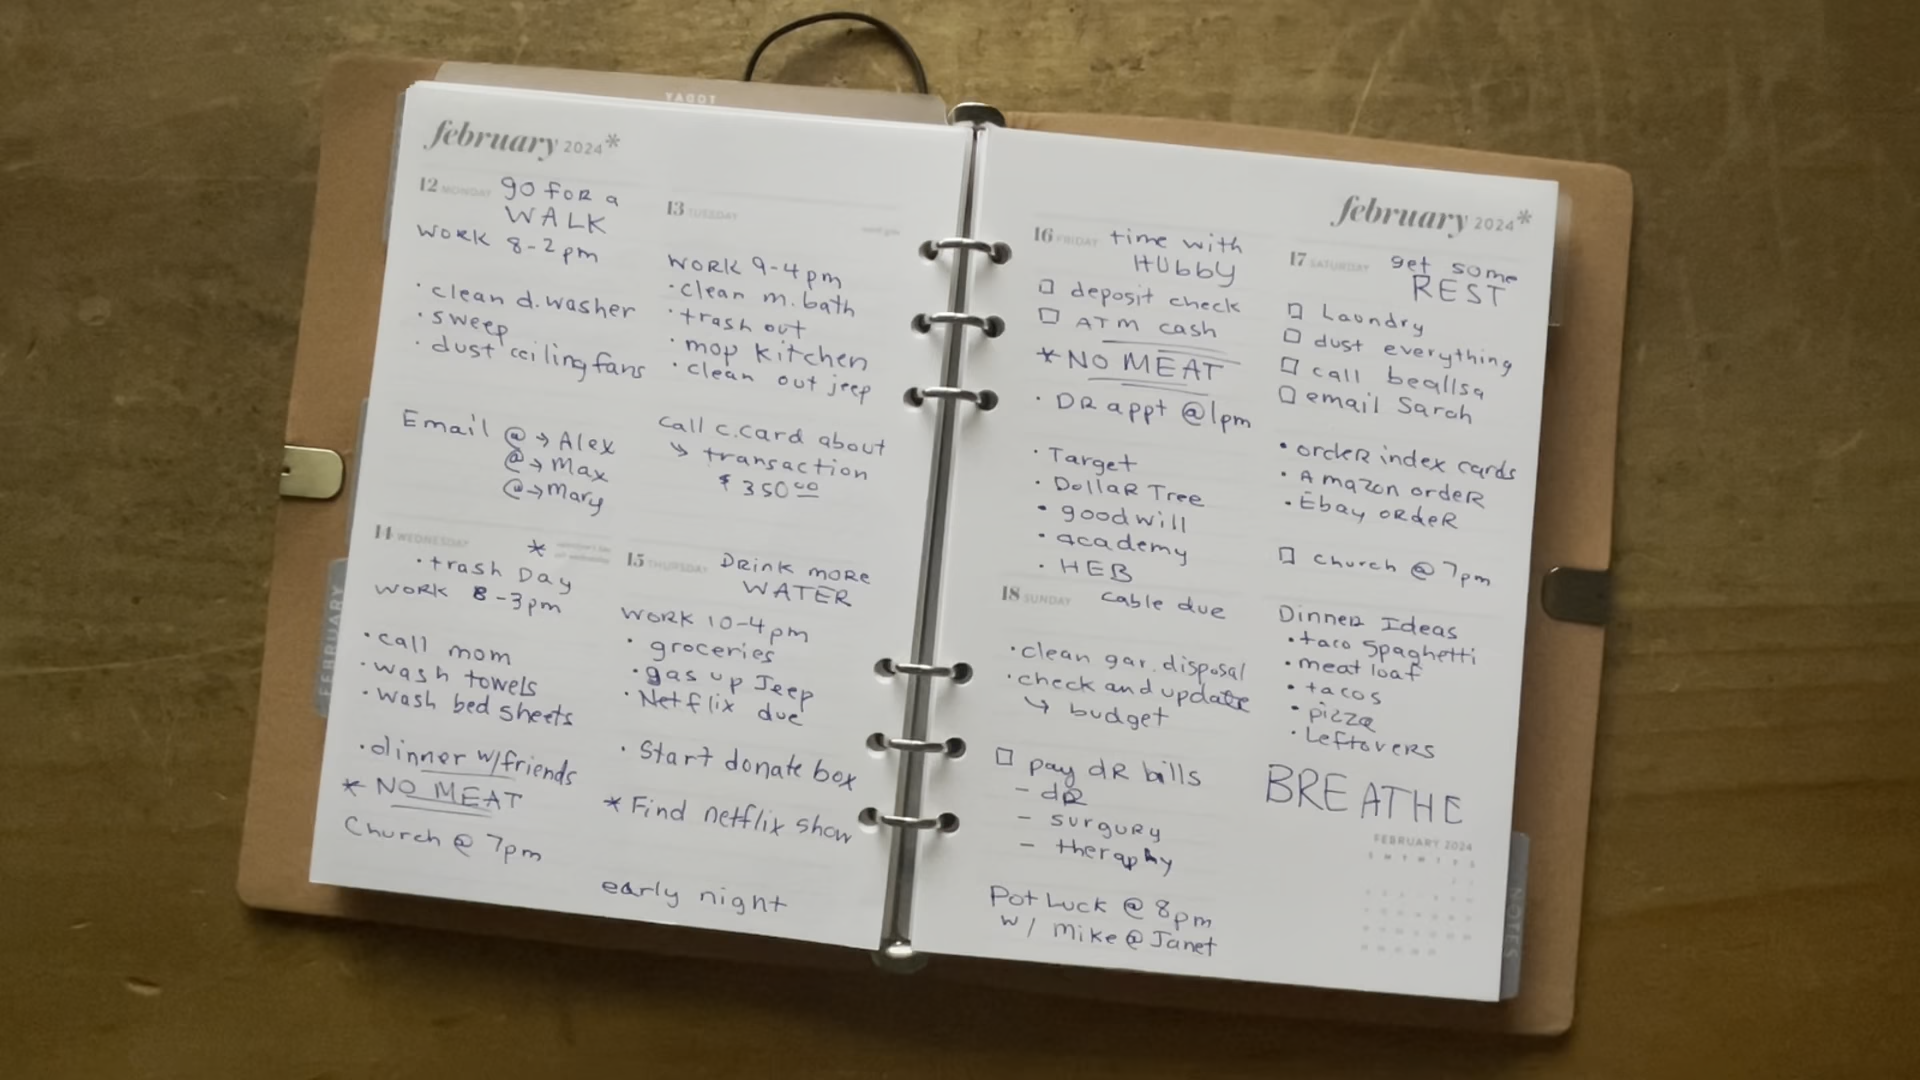 TODAY
february 2024*
12 MONDAY go FOR a
WALK
WORK 8-2pm
· clean d.washer
· sweep
· dust ceiling fans
Email @→ Alex
@→ Max
@→ Mary
13 TUESDAY
WORK 9-4pm
· clean m. bath
· trash out
· mop kitchen
· clean out jeep
call c.card about
↳ transaction
$350.00
14 WEDNESDAY *
· trash Day
WORK 8-3pm
· call mom
· wash towels
· wash bed sheets
· dinner w/friends
* NO MEAT
Church @ 7pm
15 THURSDAY DRINK MORE
WATER
WORK 10-4pm
· groceries
· gas up Jeep
· Netflix due
· Start donate box
* Find netflix show
early night
FEBRUARY
february 2024*
16 FRIDAY time with
HUBBY
□ deposit check
□ ATM cash
* NO MEAT
· DR appt @1pm
· Target
· Dollar Tree
· goodwill
· academy
· HEB
17 SATURDAY get some
REST
□ Laundry
□ dust everything
□ call beallsa
□ email Sarah
· order index cards
· Amazon order
· Ebay order
□ church @ 7pm
18 SUNDAY cable due
· clean gar. disposal
· check and update
↳ budget
□ pay dR bills
- dR
- surgury
- theraphy
Pot Luck @ 8pm
w/ Mike @ Janet
Dinner Ideas
· taco Spaghetti
· meat loaf
· tacos
· pizza
· Leftovers
BREATHE
FEBRUARY 2024
S M T W T F S
NOTES